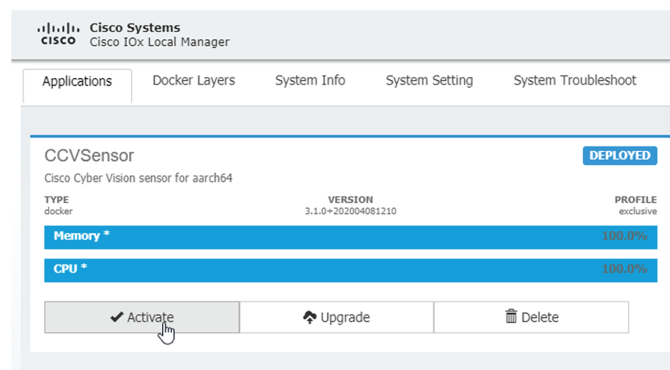 Cisco Systems
CISCO Cisco IOx Local Manager
Applications Docker Layers System Info System Setting System Troubleshoot
CCVSensor DEPLOYED
Cisco Cyber Vision sensor for aarch64
TYPE VERSION PROFILE
docker 3.1.0+202004081210 exclusive
Memory * 100.0%
CPU * 100.0%
Activate Upgrade Delete